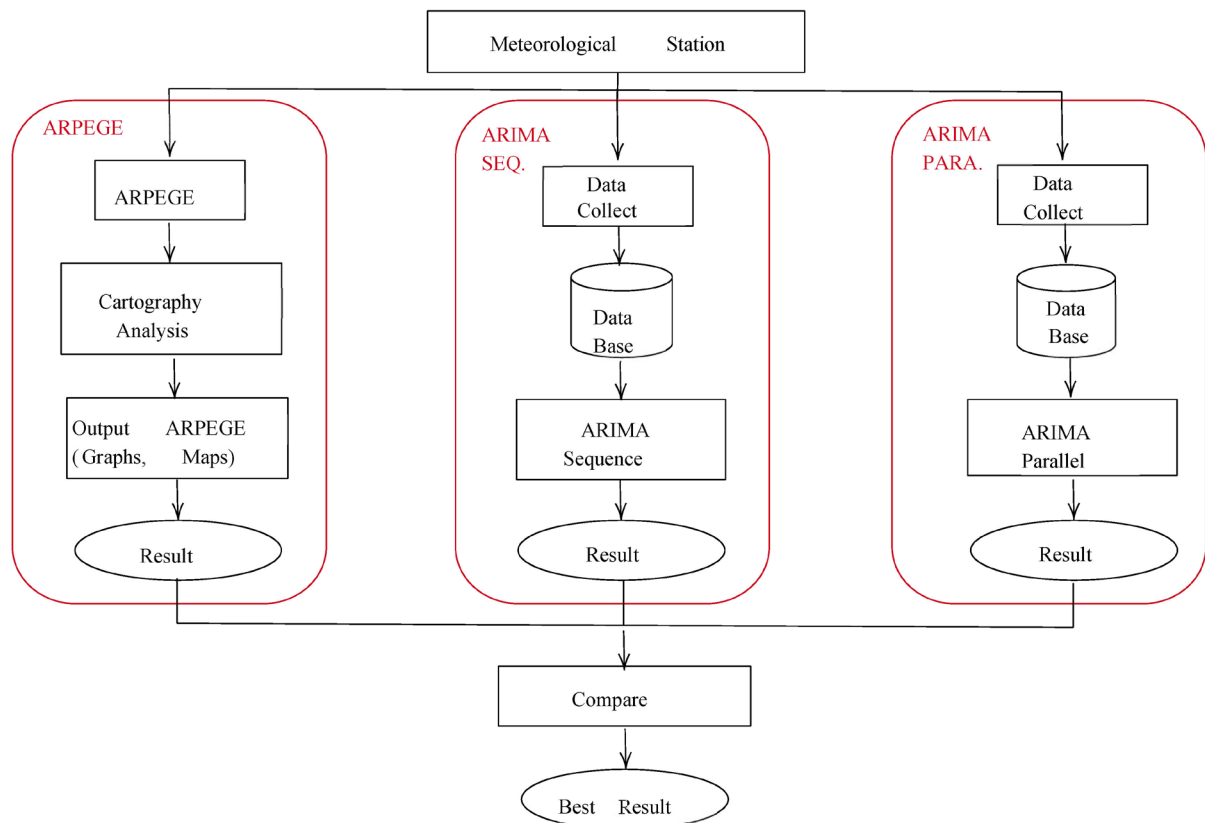 Meteorological Station
ARPEGE
ARPEGE
Cartography
Analysis
Output ARPEGE
( Graphs, Maps)
Result
ARIMA
SEQ.
Data
Collect
Data
Base
ARIMA
Sequence
Result
ARIMA
PARA.
Data
Collect
Data
Base
ARIMA
Parallel
Result
Compare
Best Result